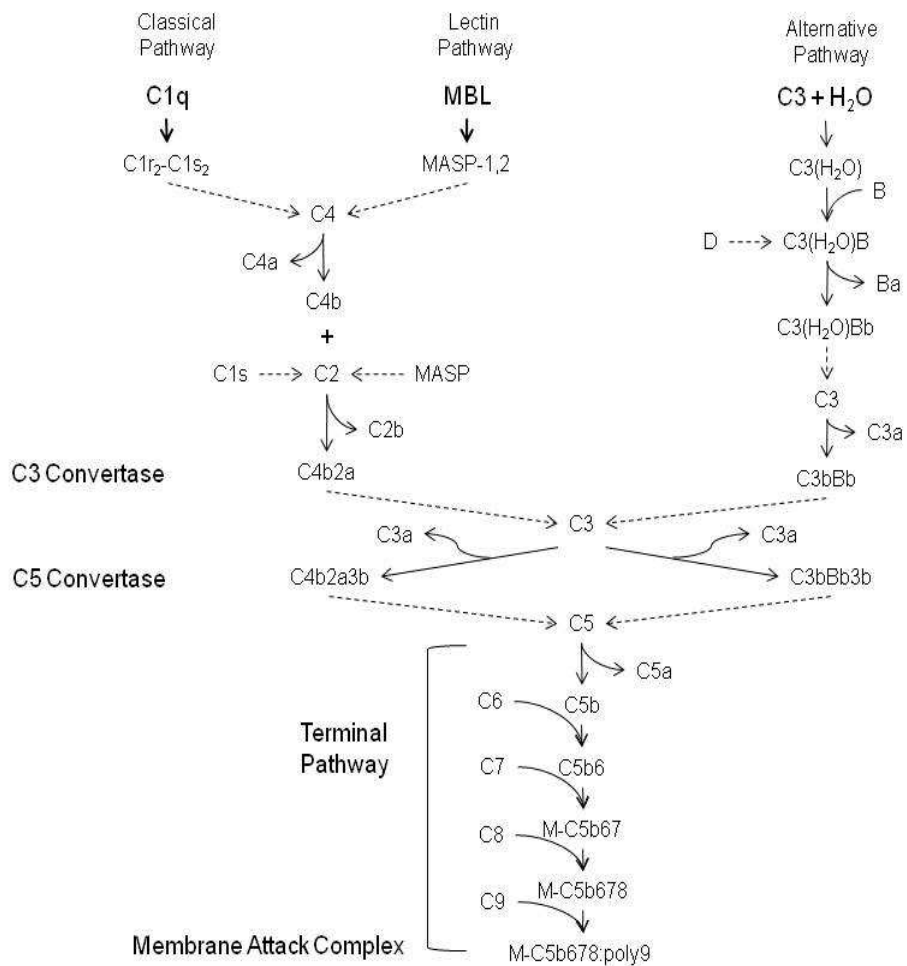 Classical
Pathway
Lectin
Pathway
Alternative
Pathway
C1q
MBL
C3 + H₂O
C1r₂-C1s₂
MASP-1,2
C3(H₂O)
B
C4
D
C3(H₂O)B
C4a
Ba
C4b
C3(H₂O)Bb
+
C1s
C2
MASP
C3
C2b
C3a
C3 Convertase
C4b2a
C3bBb
C3
C3a
C3a
C5 Convertase
C4b2a3b
C3bBb3b
C5
C5a
C6
C5b
Terminal
Pathway
C7
C5b6
C8
M-C5b67
C9
M-C5b678
Membrane Attack Complex
M-C5b678:poly9